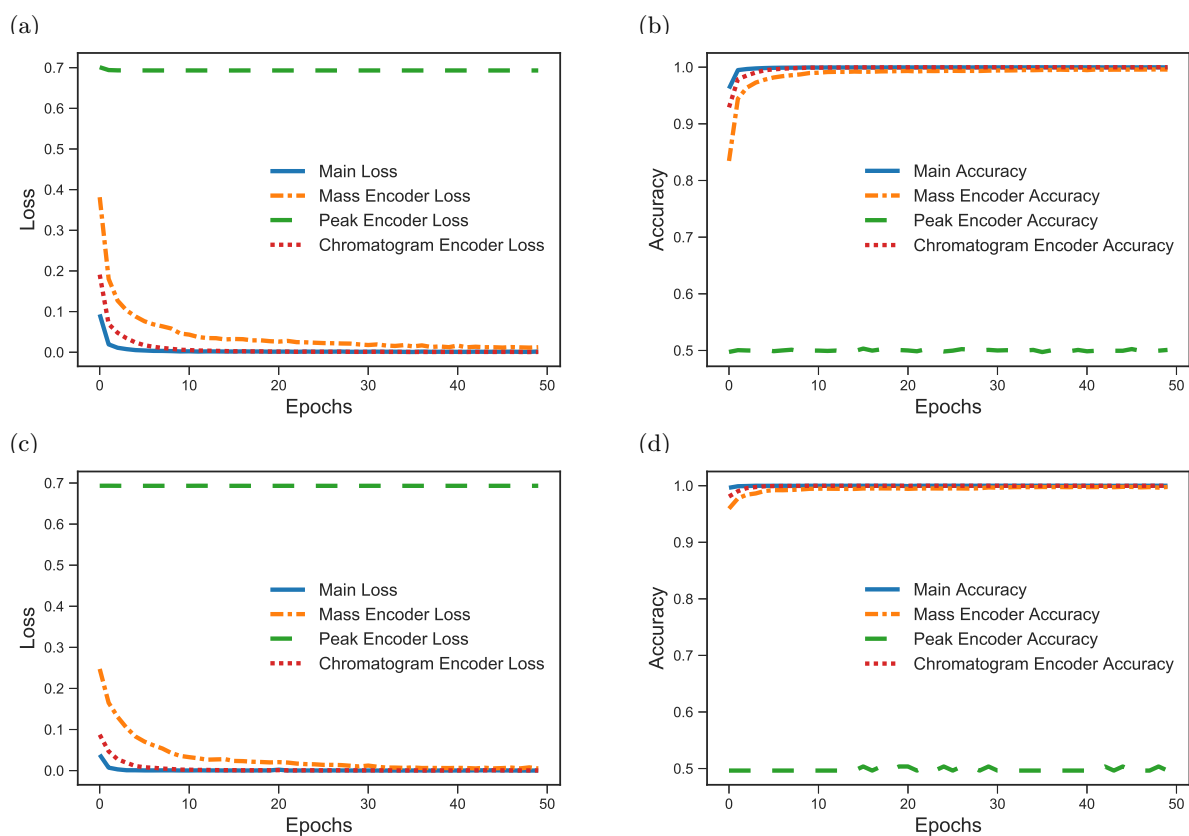 (a)
0.7
0.6
0.5
0.4
0.3
0.2
0.1
0.0
Loss
Main Loss
Mass Encoder Loss
Peak Encoder Loss
Chromatogram Encoder Loss
0 10 20 30 40 50
Epochs
(b)
1.0
0.9
0.8
0.7
0.6
0.5
Accuracy
Main Accuracy
Mass Encoder Accuracy
Peak Encoder Accuracy
Chromatogram Encoder Accuracy
0 10 20 30 40 50
Epochs
(c)
0.7
0.6
0.5
0.4
0.3
0.2
0.1
0.0
Loss
Main Loss
Mass Encoder Loss
Peak Encoder Loss
Chromatogram Encoder Loss
0 10 20 30 40 50
Epochs
(d)
1.0
0.9
0.8
0.7
0.6
0.5
Accuracy
Main Accuracy
Mass Encoder Accuracy
Peak Encoder Accuracy
Chromatogram Encoder Accuracy
0 10 20 30 40 50
Epochs